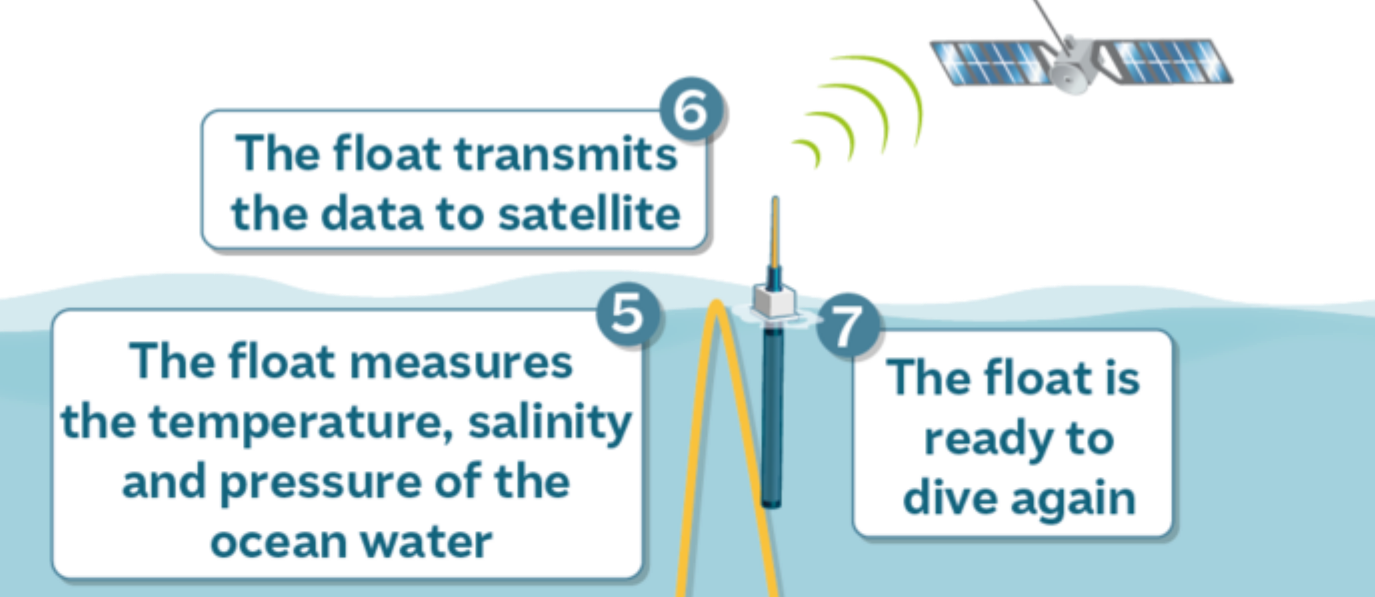 6
The float transmits
the data to satellite
5
The float measures
the temperature, salinity
and pressure of the
ocean water
7
The float is
ready to
dive again